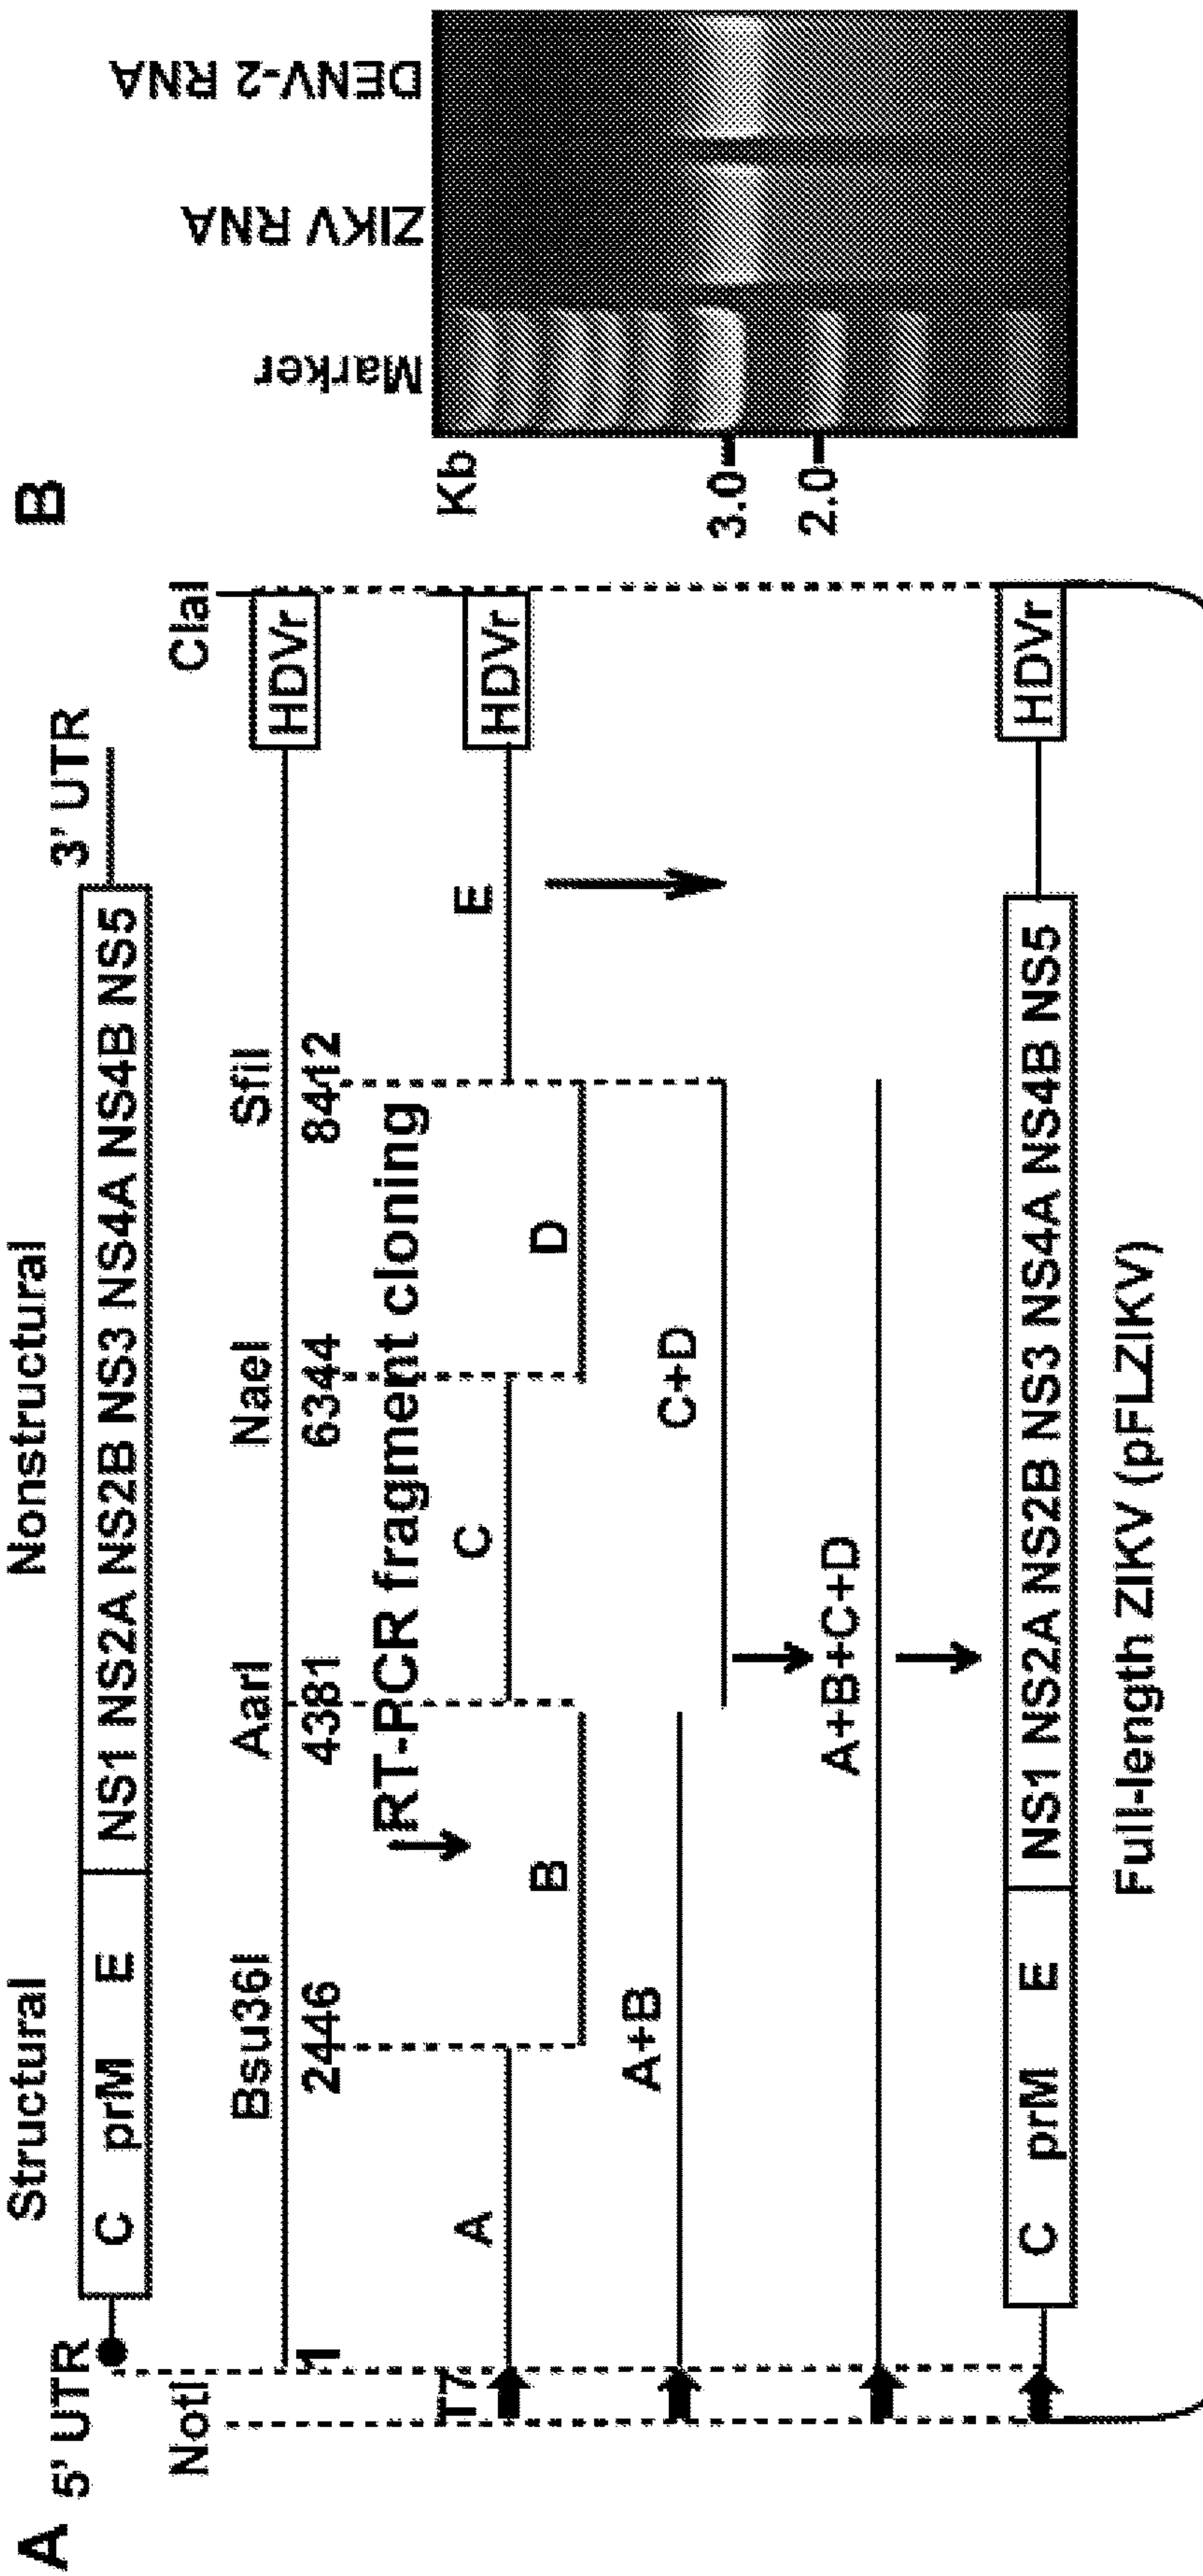 A
5' UTR
Structural
Nonstructural
3' UTR
C prM E NS1 NS2A NS2B NS3 NS4A NS4B NS5
NotI
Bsu36I
AarI
NaeI
SfiI
ClaI
1
2446
4381
6344
8412
HDVr
RT-PCR fragment cloning
T7
A
B
C
D
E
HDVr
A+B
C+D
A+B+C+D
C prM E NS1 NS2A NS2B NS3 NS4A NS4B NS5
HDVr
Full-length ZIKV (pFLZIKV)
B
Kb
Marker
ZIKV RNA
DENV-2 RNA
3.0
2.0